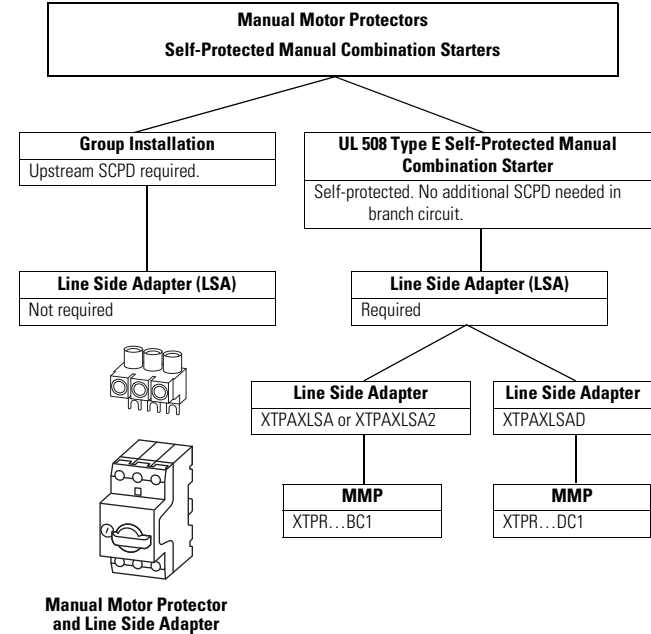 Manual Motor Protectors
Self-Protected Manual Combination Starters
Group Installation
Upstream SCPD required.
UL 508 Type E Self-Protected Manual
Combination Starter
Self-protected. No additional SCPD needed in
branch circuit.
Line Side Adapter (LSA)
Not required
Line Side Adapter (LSA)
Required
Line Side Adapter
XTPAXLSA or XTPAXLSA2
Line Side Adapter
XTPAXLSAD
MMP
XTPR…BC1
MMP
XTPR…DC1
Manual Motor Protector
and Line Side Adapter